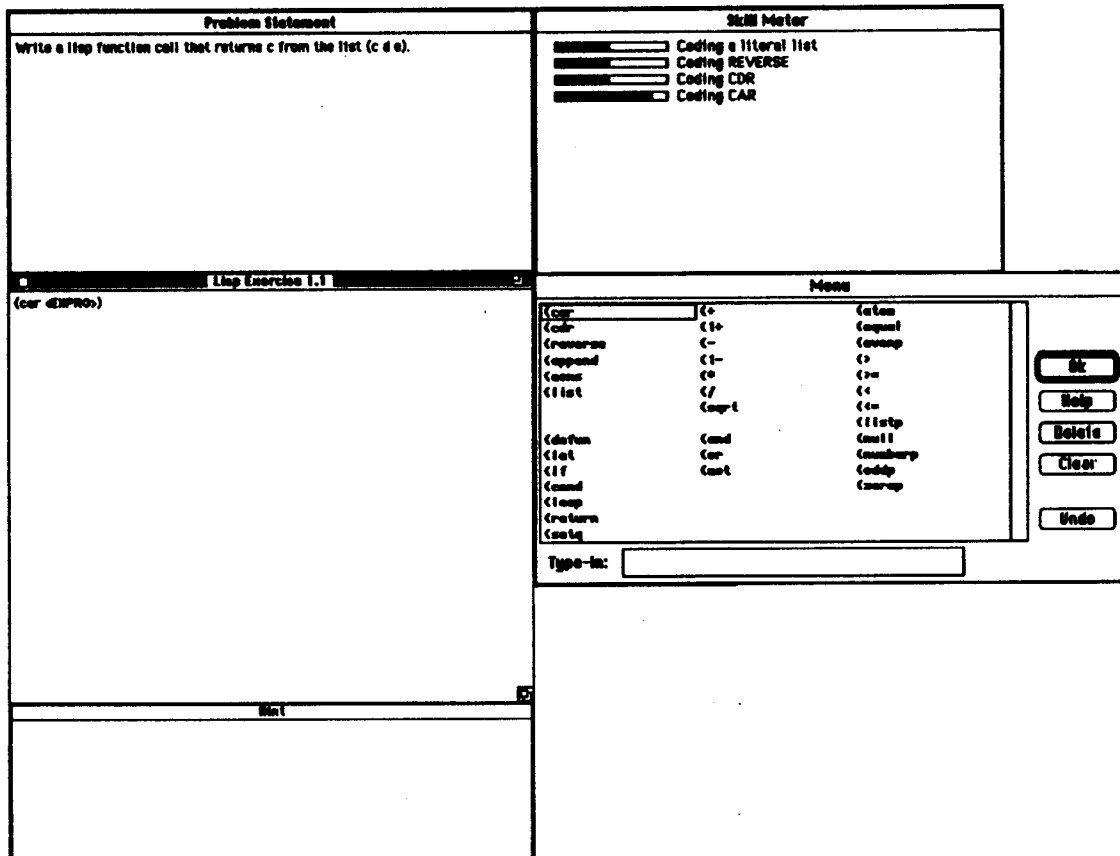 Problem Statement
Write a lisp function call that returns c from the list (c d e).
Skill Meter
Coding a literal list
Coding REVERSE
Coding CDR
Coding CAR
Lisp Exercise 1.1
(car <EXPR0>)
Menu
(car (+ (atom
(cdr (1+ (equal
(reverse (- (evenp
(append (1- (>
(cons (* (>=
(list (/ (<
(sqrt (<=
(listp
(defun (and (null
(let (or (numberp
(if (not (oddp
(cond (zerop
(loop
(return
(setq
Ok
Help
Delete
Clear
Undo
Type-in:
Hint